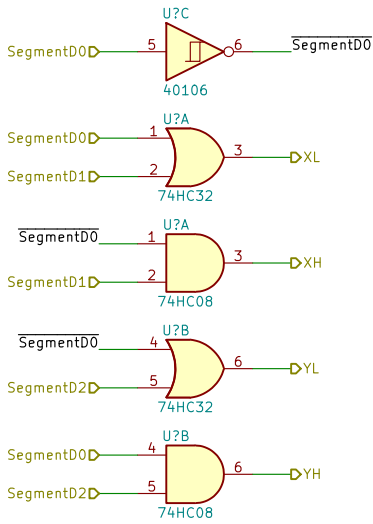 U?C
SegmentD0 5 6 SegmentD0
40106
U?A
SegmentD0 1
3 XL
SegmentD1 2
74HC32
U?A
SegmentD0 1
3 XH
SegmentD1 2
74HC08
U?B
SegmentD0 4
6 YL
SegmentD2 5
74HC32
U?B
SegmentD0 4
6 YH
SegmentD2 5
74HC08